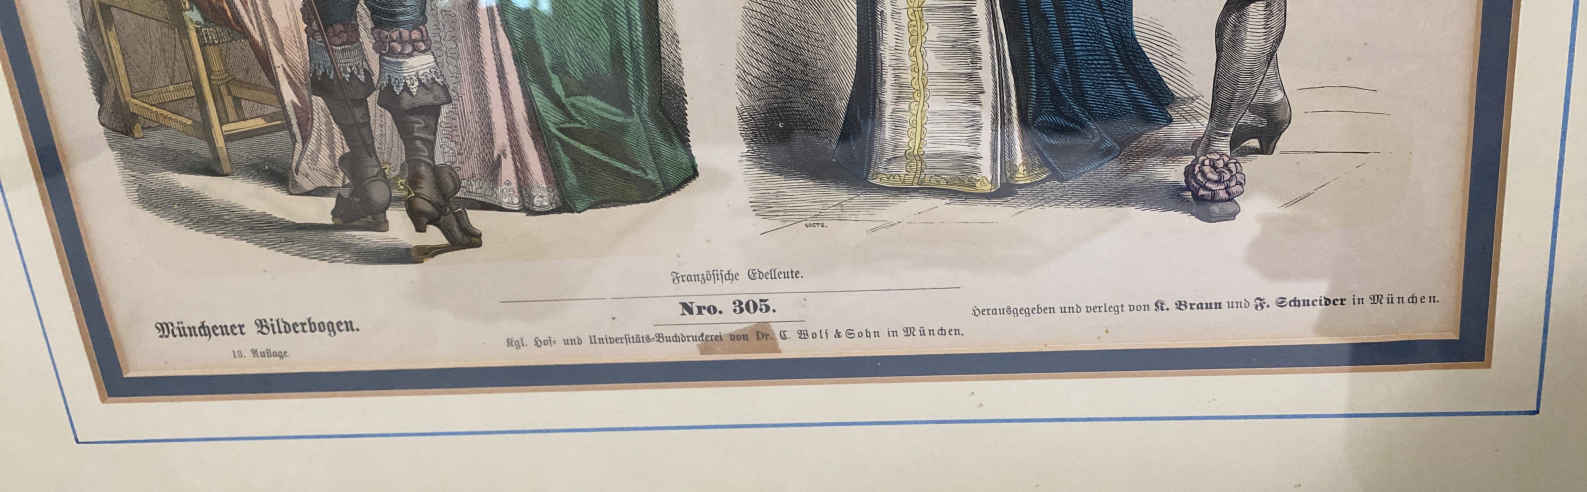 Französische Edelleute.
Nro. 305.
Münchener Bilderbogen.
18. Auflage.
Kgl. Hof- und Universitäts-Buchdruckerei von Dr. C. Wolf & Sohn in München.
Herausgegeben und verlegt von K. Braun und F. Schneider in München.